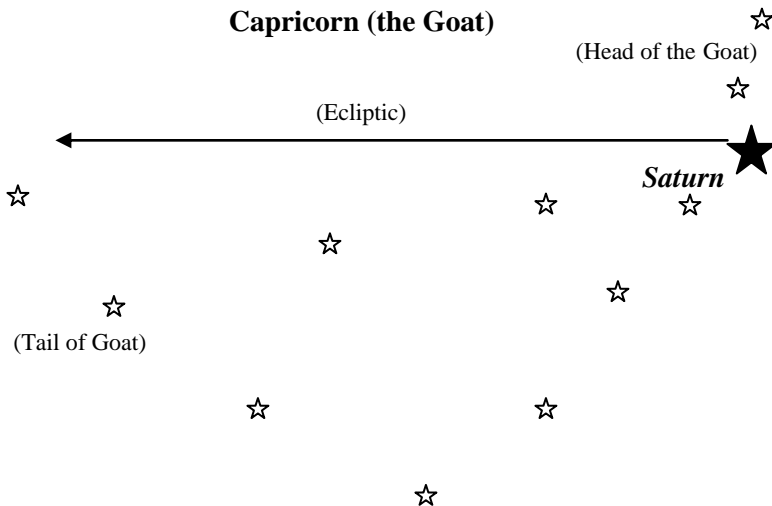 Capricorn (the Goat)
(Head of the Goat)
(Ecliptic)
Saturn
(Tail of Goat)